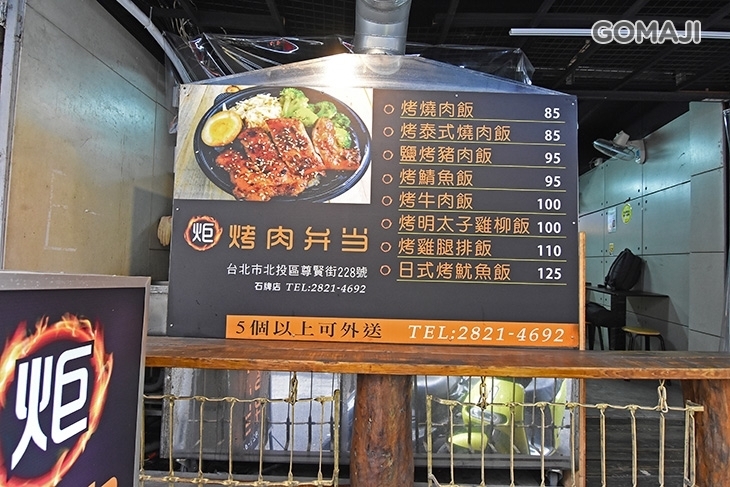 GOMAJI
烤燒肉飯 85
烤泰式燒肉飯 85
鹽烤豬肉飯 95
烤鯖魚飯 95
烤牛肉飯 100
烤明太子雞柳飯 100
烤雞腿排飯 110
日式烤魷魚飯 125
炬 烤肉弁当
台北市北投區尊賢街228號
石牌店 TEL:2821-4692
5個以上可外送 TEL:2821-4692
炬